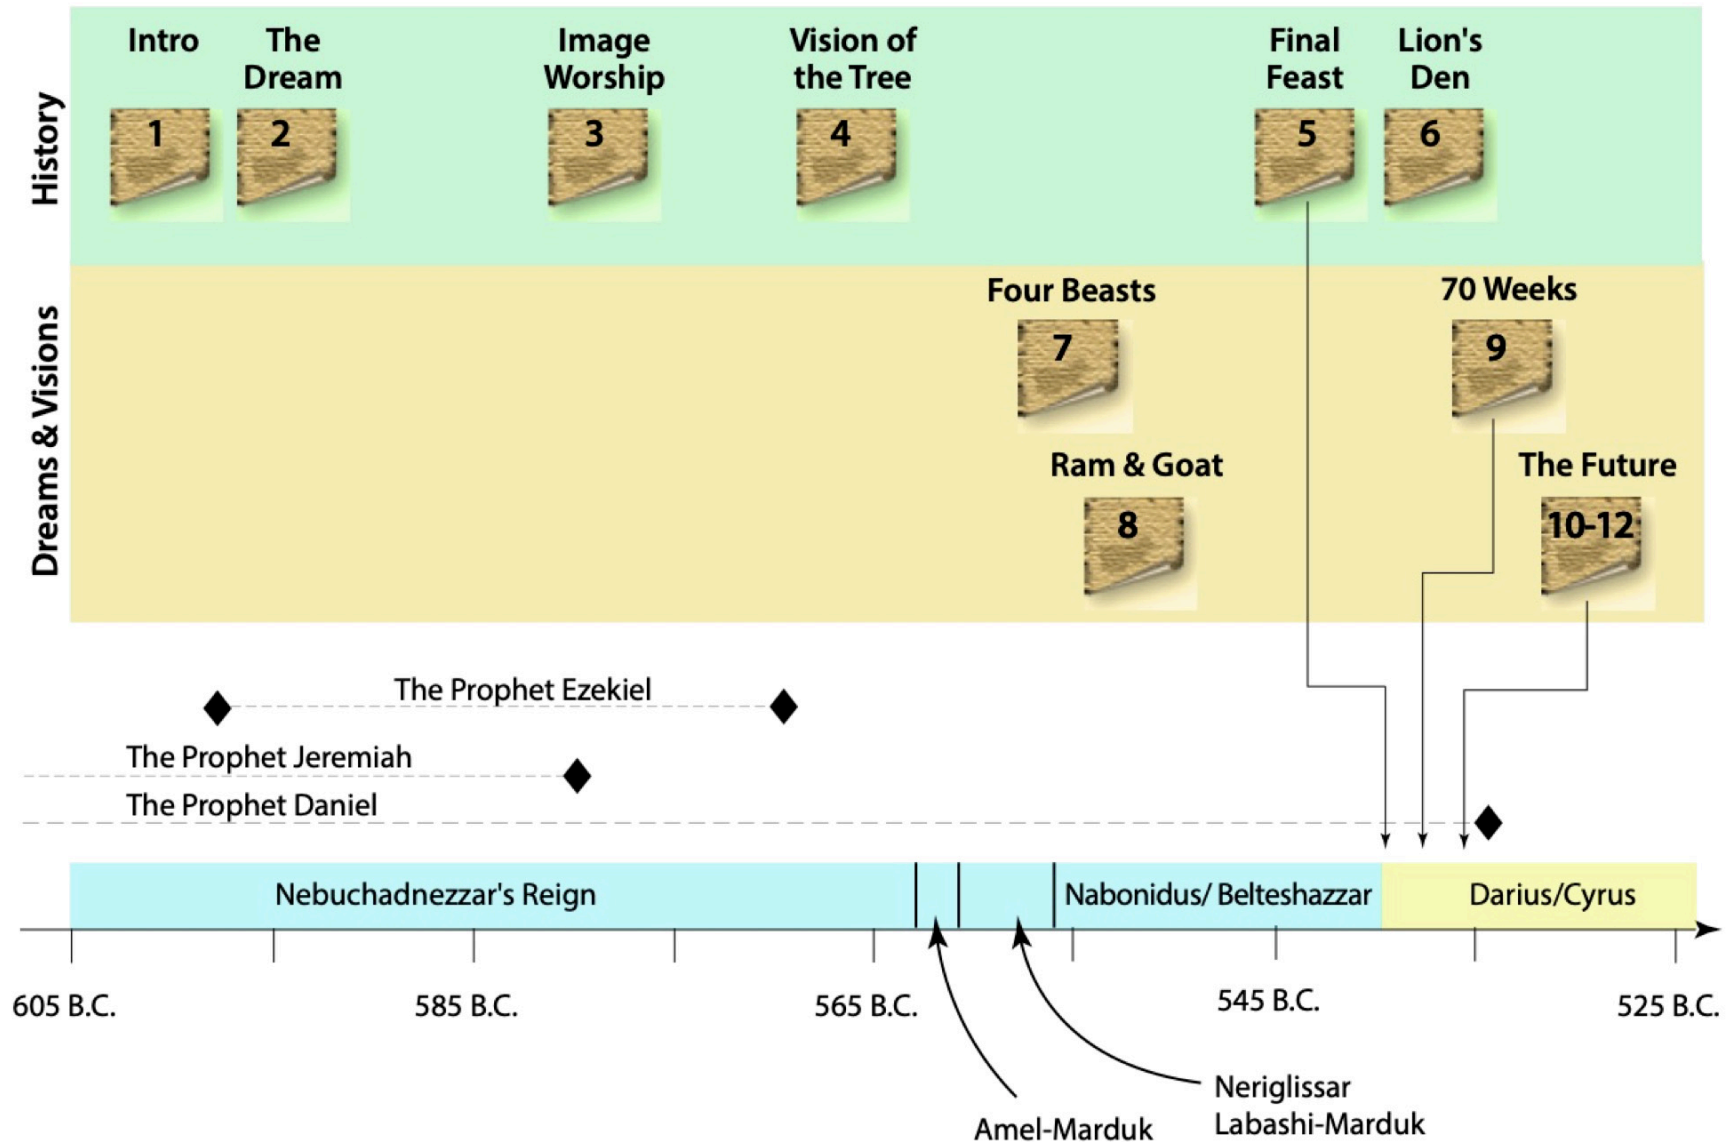 Intro
The
Dream
Image
Worship
Vision of
the Tree
Final
Feast
Lion's
Den
History
1
2
3
4
5
6
Four Beasts
70 Weeks
7
9
Dreams & Visions
Ram & Goat
The Future
8
10-12
The Prophet Ezekiel
The Prophet Jeremiah
The Prophet Daniel
Nebuchadnezzar's Reign
Nabonidus/ Belteshazzar
Darius/Cyrus
605 B.C.
585 B.C.
565 B.C.
545 B.C.
525 B.C.
Amel-Marduk
Neriglissar
Labashi-Marduk